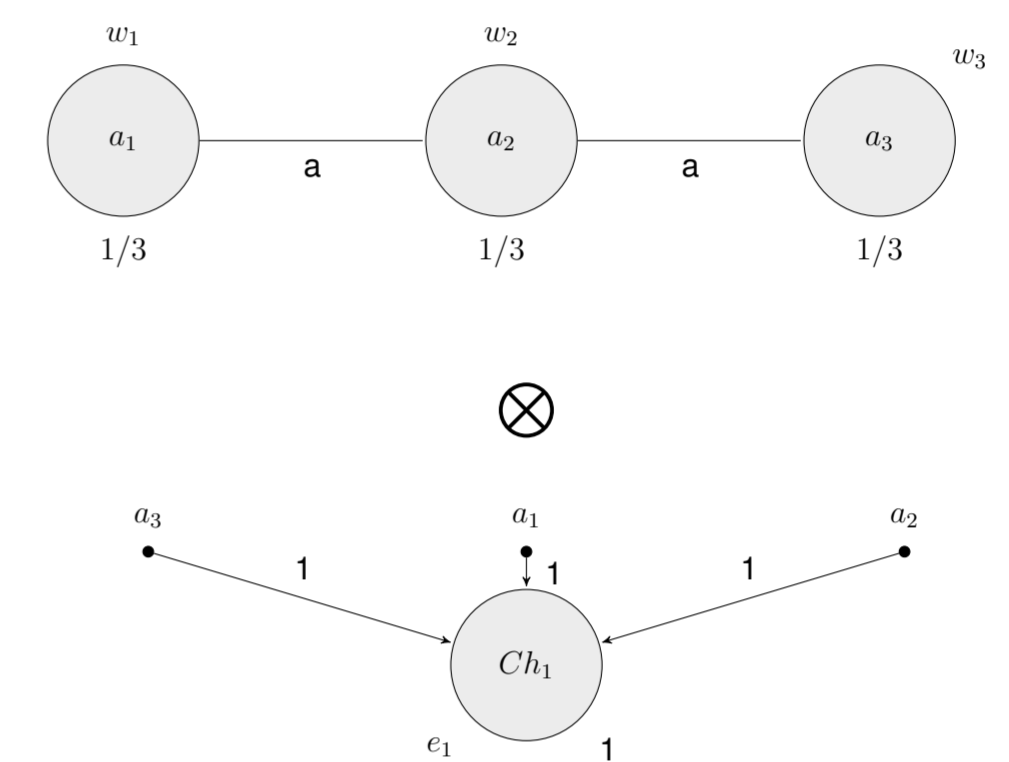 w₁ w₂ w₃
a₁ a₂ a₃
a a
1/3 1/3 1/3
⊗
a₃ a₁ a₂
1 1 1
Ch₁
e₁ 1